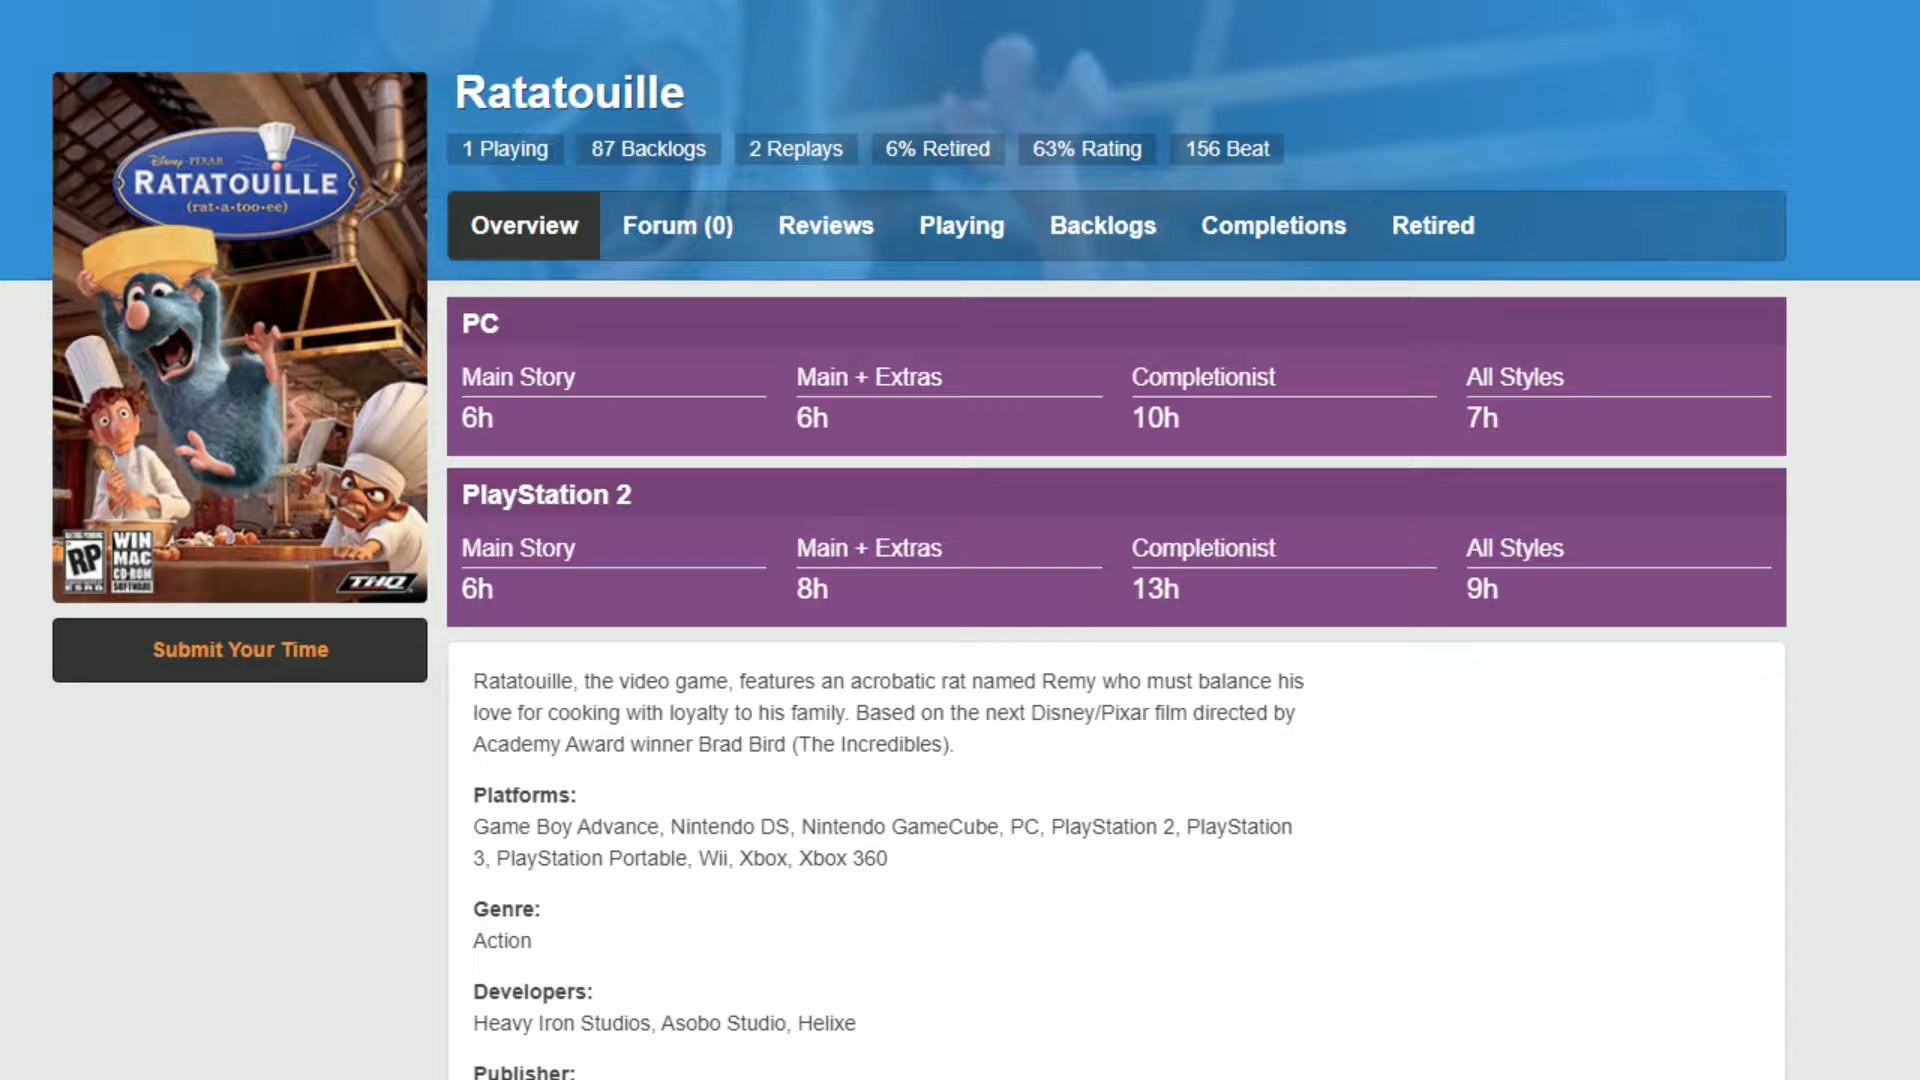 Ratatouille
1 Playing 87 Backlogs 2 Replays 6% Retired 63% Rating 156 Beat
Overview Forum (0) Reviews Playing Backlogs Completions Retired
Disney·PIXAR
RATATOUILLE
(rat·a·too·ee)
RP
ESRB
WIN
MAC
CD-ROM
SOFTWARE
THQ
Submit Your Time
PC
Main Story Main + Extras Completionist All Styles
6h 6h 10h 7h
PlayStation 2
Main Story Main + Extras Completionist All Styles
6h 8h 13h 9h
Ratatouille, the video game, features an acrobatic rat named Remy who must balance his
love for cooking with loyalty to his family. Based on the next Disney/Pixar film directed by
Academy Award winner Brad Bird (The Incredibles).
Platforms:
Game Boy Advance, Nintendo DS, Nintendo GameCube, PC, PlayStation 2, PlayStation
3, PlayStation Portable, Wii, Xbox, Xbox 360
Genre:
Action
Developers:
Heavy Iron Studios, Asobo Studio, Helixe
Publisher: